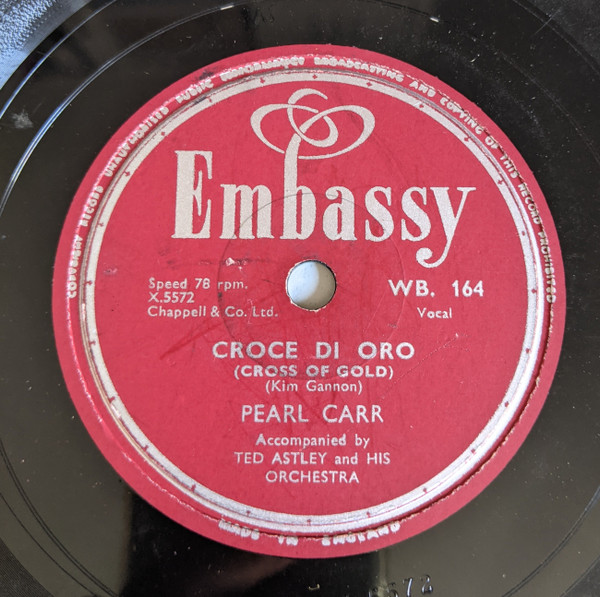 EMBASSY RECORD UNAUTHORISED PUBLIC PERFORMANCE BROADCASTING AND COPYING OF THIS RECORD PROHIBITED
Embassy
Speed 78 rpm.
X.5572
Chappell & Co. Ltd.
WB. 164
Vocal
CROCE DI ORO
(CROSS OF GOLD)
(Kim Gannon)
PEARL CARR
Accompanied by
TED ASTLEY and HIS
ORCHESTRA
MADE IN ENGLAND